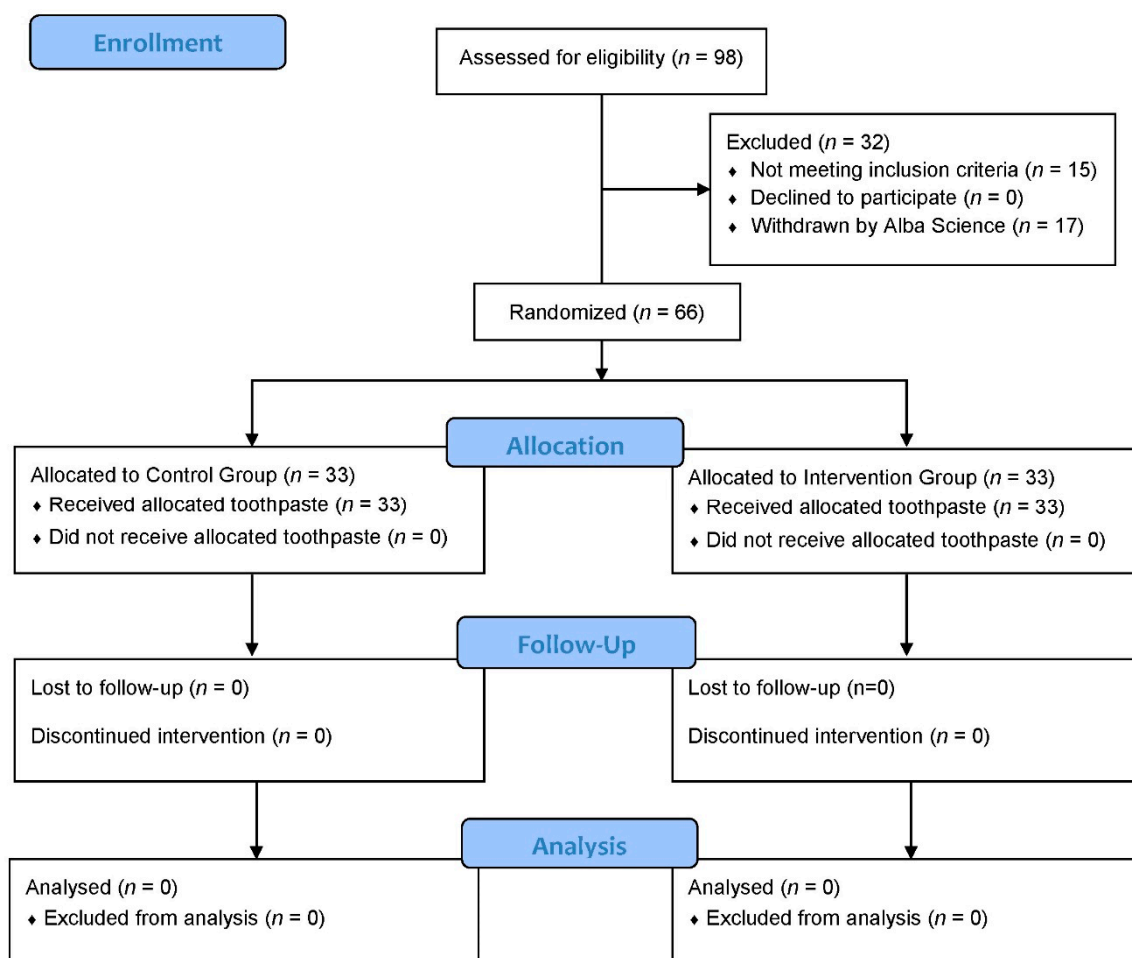 Enrollment
Assessed for eligibility (n = 98)
Excluded (n = 32)
♦ Not meeting inclusion criteria (n = 15)
♦ Declined to participate (n = 0)
♦ Withdrawn by Alba Science (n = 17)
Randomized (n = 66)
Allocation
Allocated to Control Group (n = 33)
♦ Received allocated toothpaste (n = 33)
♦ Did not receive allocated toothpaste (n = 0)
Allocated to Intervention Group (n = 33)
♦ Received allocated toothpaste (n = 33)
♦ Did not receive allocated toothpaste (n = 0)
Follow-Up
Lost to follow-up (n = 0)
Discontinued intervention (n = 0)
Lost to follow-up (n=0)
Discontinued intervention (n = 0)
Analysis
Analysed (n = 0)
♦ Excluded from analysis (n = 0)
Analysed (n = 0)
♦ Excluded from analysis (n = 0)